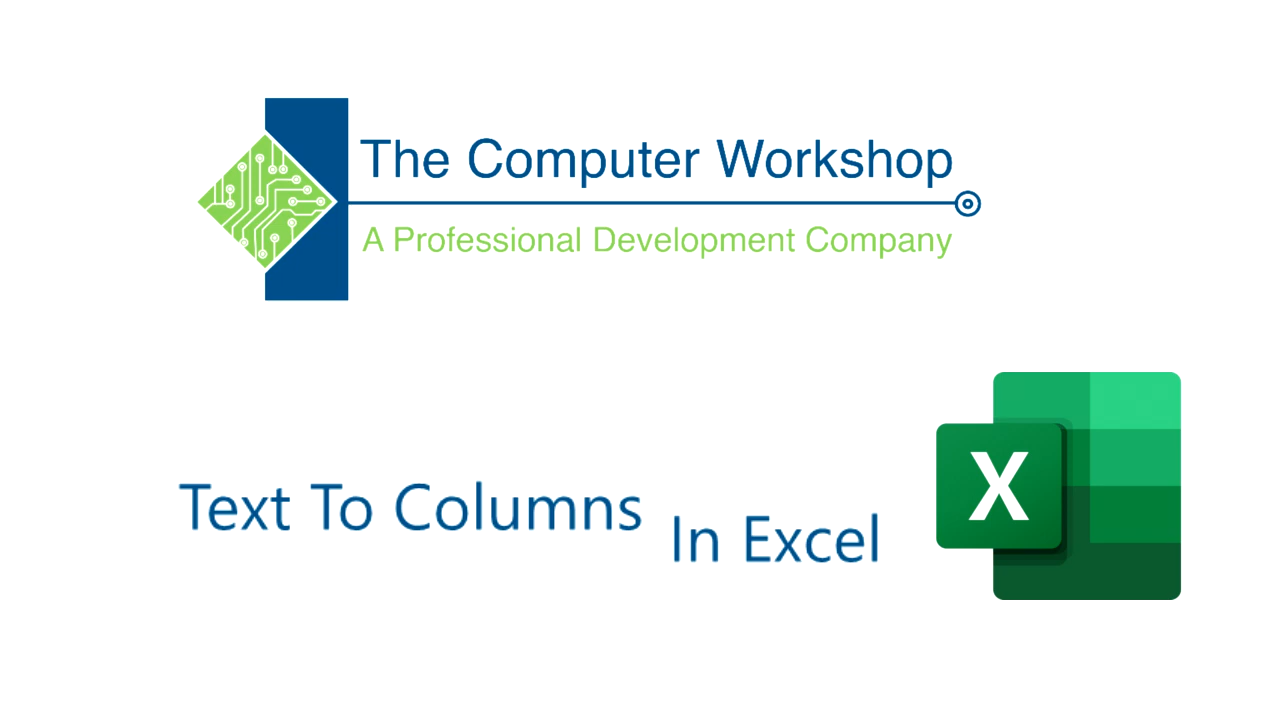 The Computer Workshop
A Professional Development Company
Text To Columns
In Excel
X